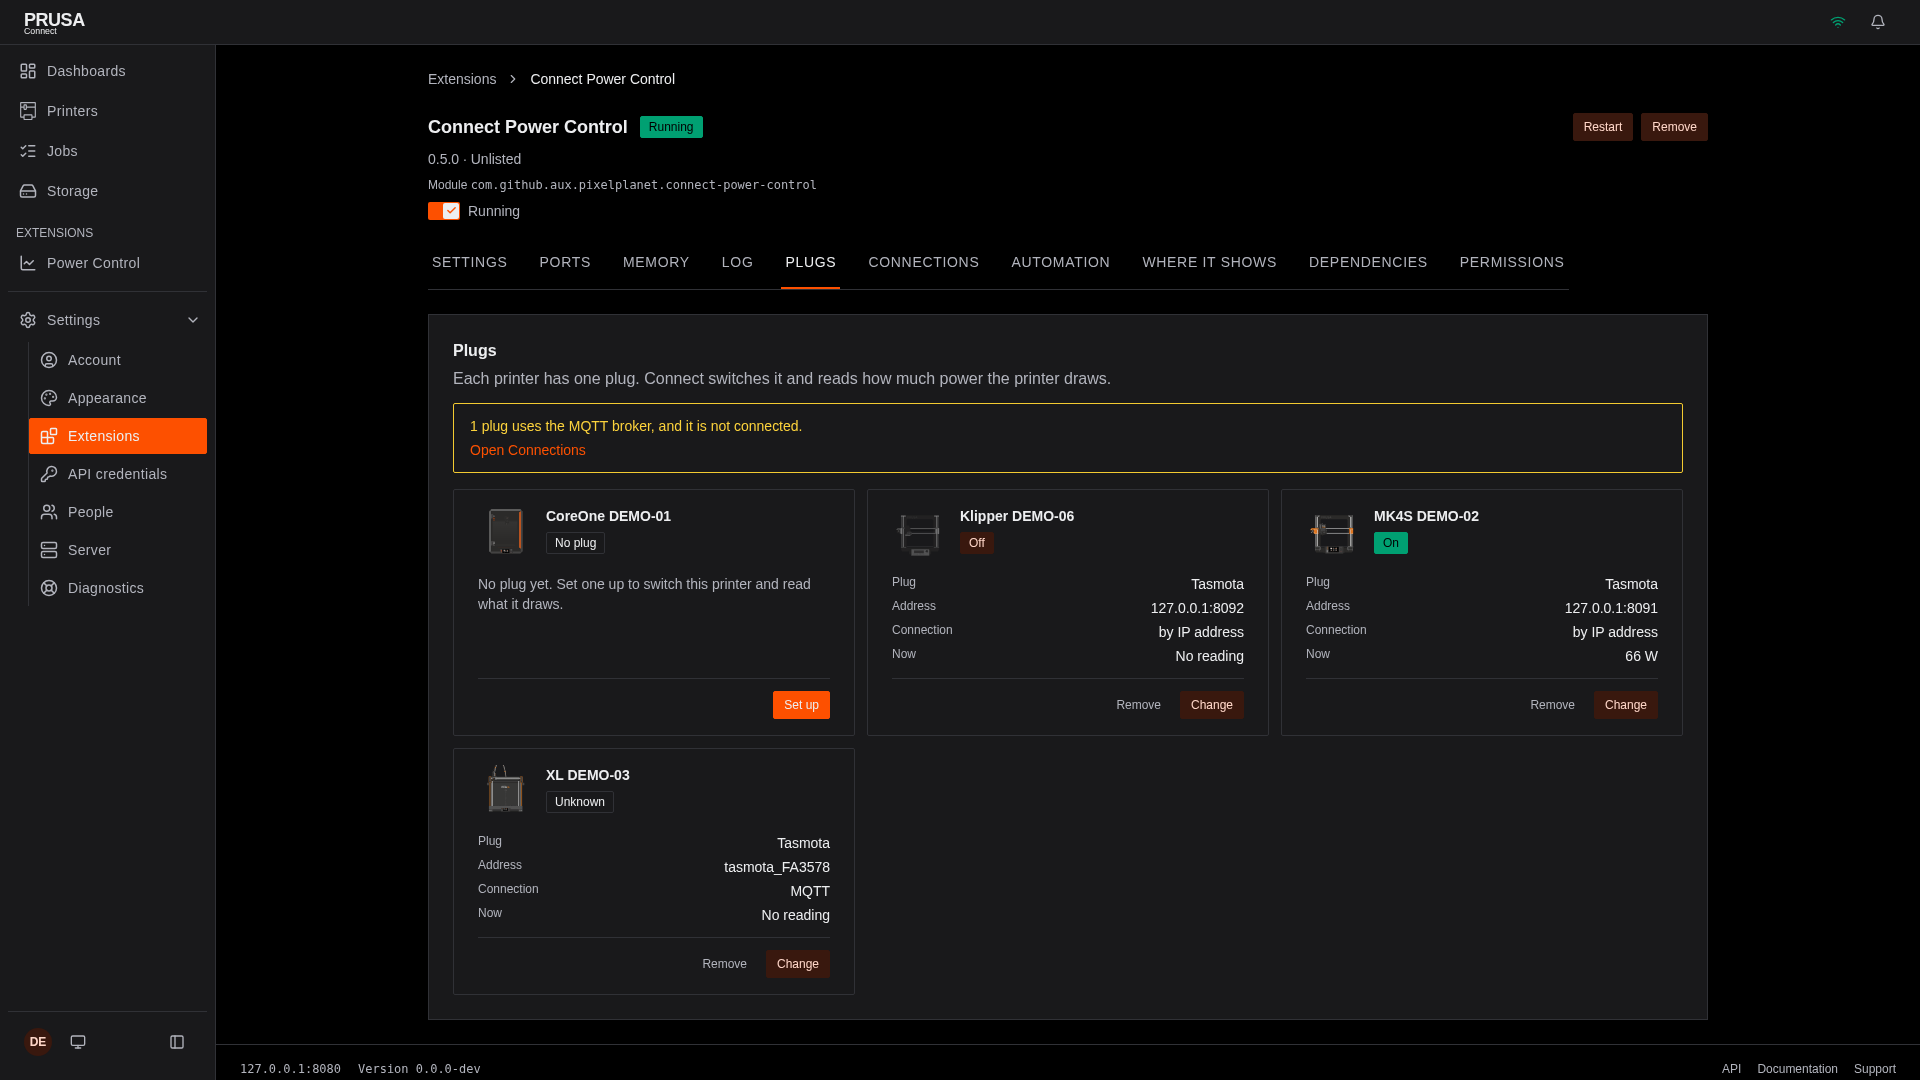 PRUSA
Connect
Dashboards
Printers
Jobs
Storage
EXTENSIONS
Power Control
Settings
Account
Appearance
Extensions
API credentials
People
Server
Diagnostics
DE
Extensions
Connect Power Control
Connect Power Control
Running
Restart
Remove
0.5.0 · Unlisted
Module com.github.aux.pixelplanet.connect-power-control
Running
SETTINGS
PORTS
MEMORY
LOG
PLUGS
CONNECTIONS
AUTOMATION
WHERE IT SHOWS
DEPENDENCIES
PERMISSIONS
Plugs
Each printer has one plug. Connect switches it and reads how much power the printer draws.
1 plug uses the MQTT broker, and it is not connected.
Open Connections
CoreOne DEMO-01
No plug
No plug yet. Set one up to switch this printer and read
what it draws.
Set up
Klipper DEMO-06
Off
Plug Tasmota
Address 127.0.0.1:8092
Connection by IP address
Now No reading
Remove
Change
MK4S DEMO-02
On
Plug Tasmota
Address 127.0.0.1:8091
Connection by IP address
Now 66 W
Remove
Change
XL DEMO-03
Unknown
Plug Tasmota
Address tasmota_FA3578
Connection MQTT
Now No reading
Remove
Change
127.0.0.1:8080 Version 0.0.0-dev
API
Documentation
Support